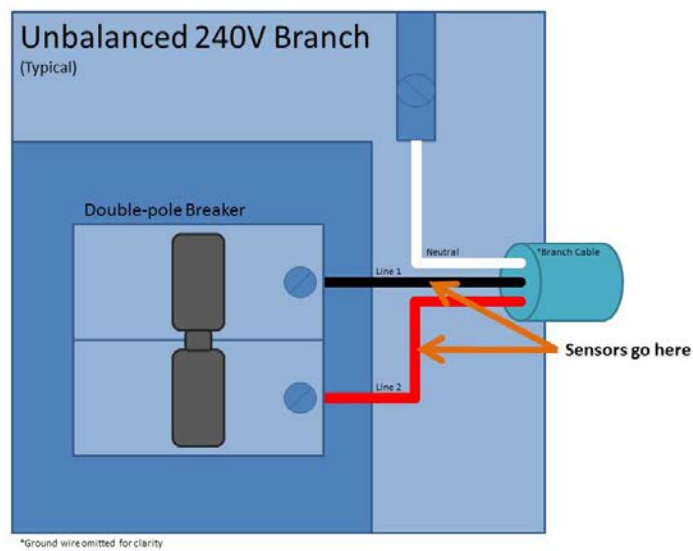 Unbalanced 240V Branch
(Typical)
Double-pole Breaker
Neutral
*Branch Cable
Line 1
Sensors go here
Line 2
*Ground wire omitted for clarity